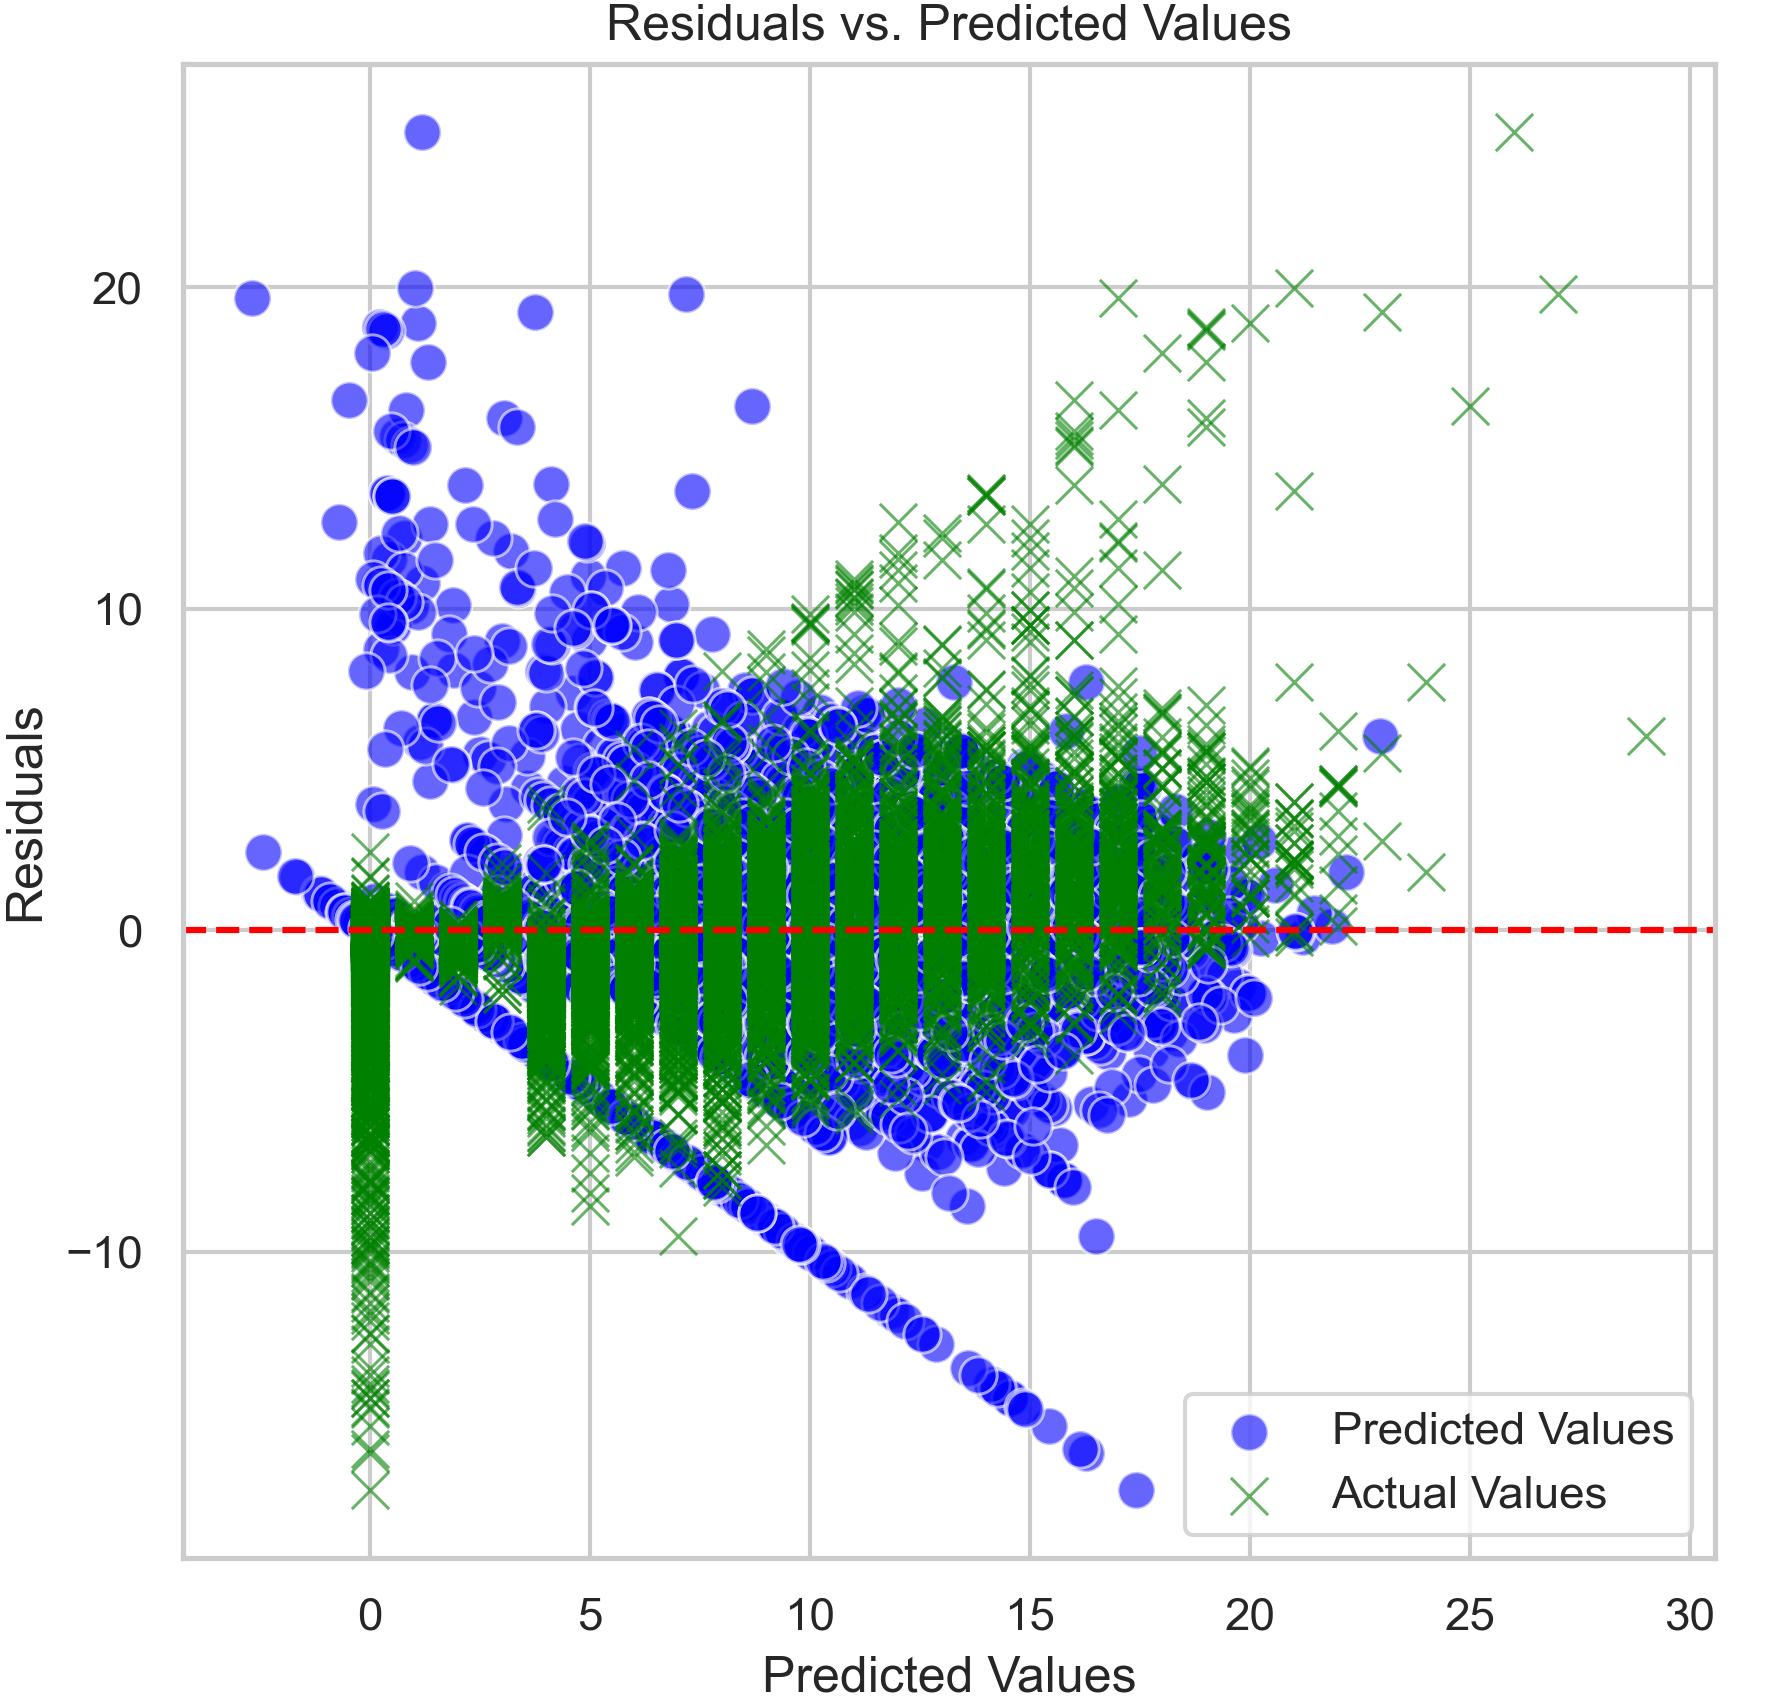 Residuals vs. Predicted Values
20
10
0
−10
Residuals
0 5 10 15 20 25 30
Predicted Values
Predicted Values
Actual Values